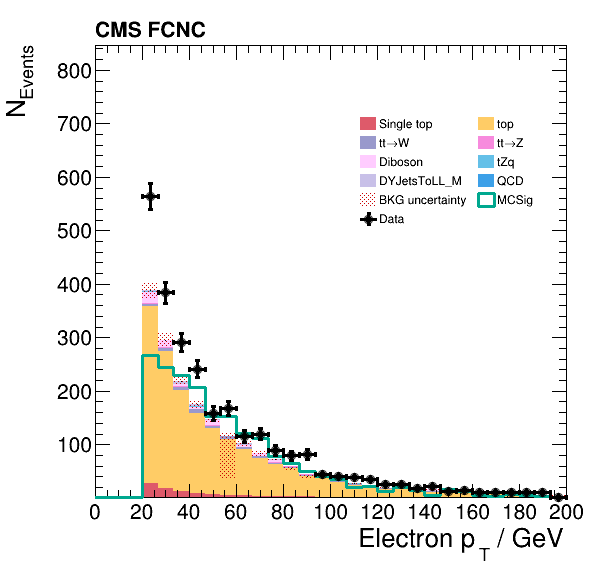 CMS FCNC
N_Events
800
700
600
500
400
300
200
100
Single top
top
tt→W
tt→Z
Diboson
tZq
DYJetsToLL_M
QCD
BKG uncertainty
MCSig
Data
0 20 40 60 80 100 120 140 160 180 200
Electron p_T / GeV